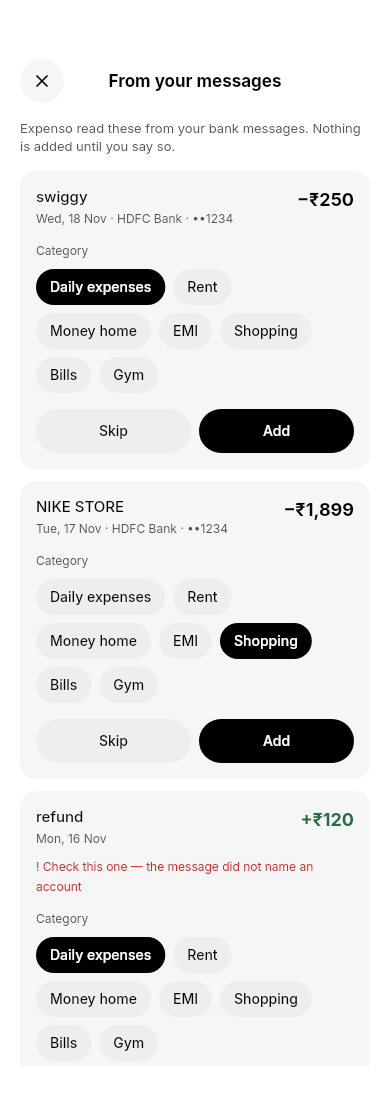 From your messages
Expenso read these from your bank messages. Nothing
is added until you say so.
swiggy
−₹250
Wed, 18 Nov · HDFC Bank · ••1234
Category
Daily expenses
Rent
Money home
EMI
Shopping
Bills
Gym
Skip
Add
NIKE STORE
−₹1,899
Tue, 17 Nov · HDFC Bank · ••1234
Category
Daily expenses
Rent
Money home
EMI
Shopping
Bills
Gym
Skip
Add
refund
+₹120
Mon, 16 Nov
! Check this one — the message did not name an
account
Category
Daily expenses
Rent
Money home
EMI
Shopping
Bills
Gym